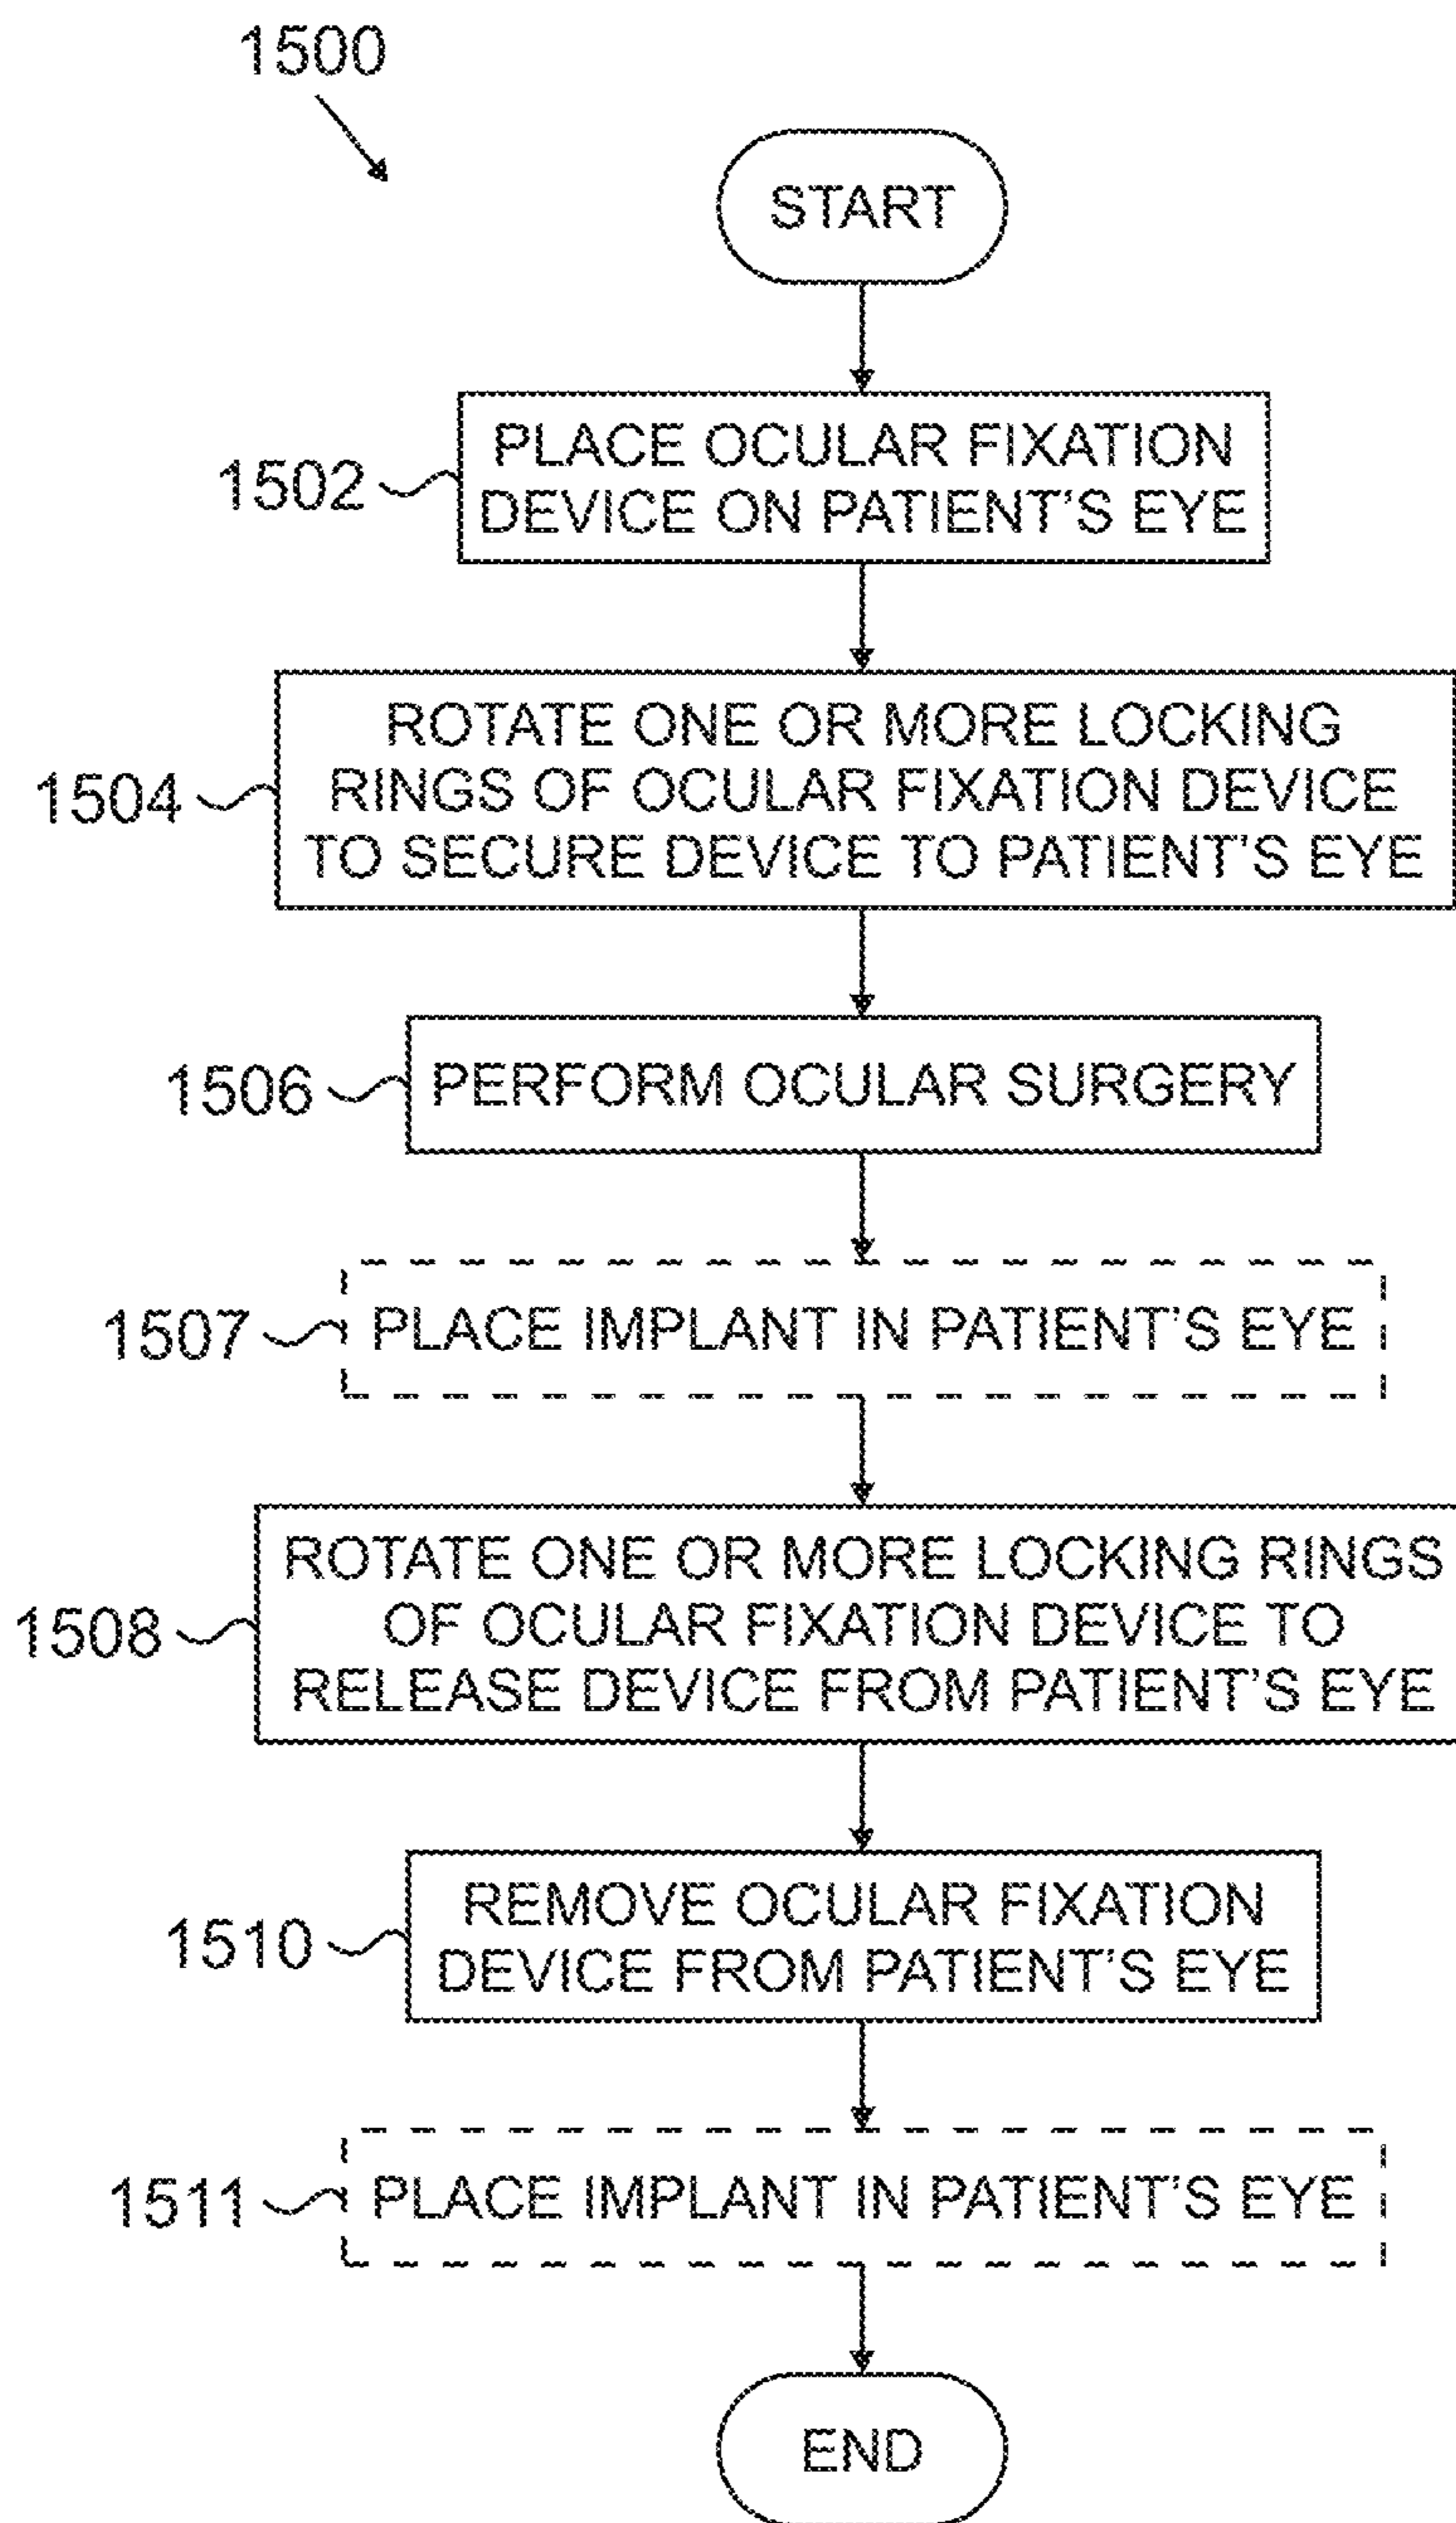 1500
START
1502
PLACE OCULAR FIXATION
DEVICE ON PATIENT'S EYE
1504
ROTATE ONE OR MORE LOCKING
RINGS OF OCULAR FIXATION DEVICE
TO SECURE DEVICE TO PATIENT'S EYE
1506
PERFORM OCULAR SURGERY
1507
PLACE IMPLANT IN PATIENT'S EYE
1508
ROTATE ONE OR MORE LOCKING RINGS
OF OCULAR FIXATION DEVICE TO
RELEASE DEVICE FROM PATIENT'S EYE
1510
REMOVE OCULAR FIXATION
DEVICE FROM PATIENT'S EYE
1511
PLACE IMPLANT IN PATIENT'S EYE
END